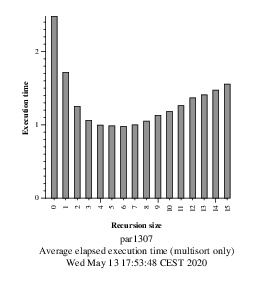 2
1
0
Execution time
0 1 2 3 4 5 6 7 8 9 10 11 12 13 14 15
Recursion size
par1307
Average elapsed execution time (multisort only)
Wed May 13 17:53:48 CEST 2020